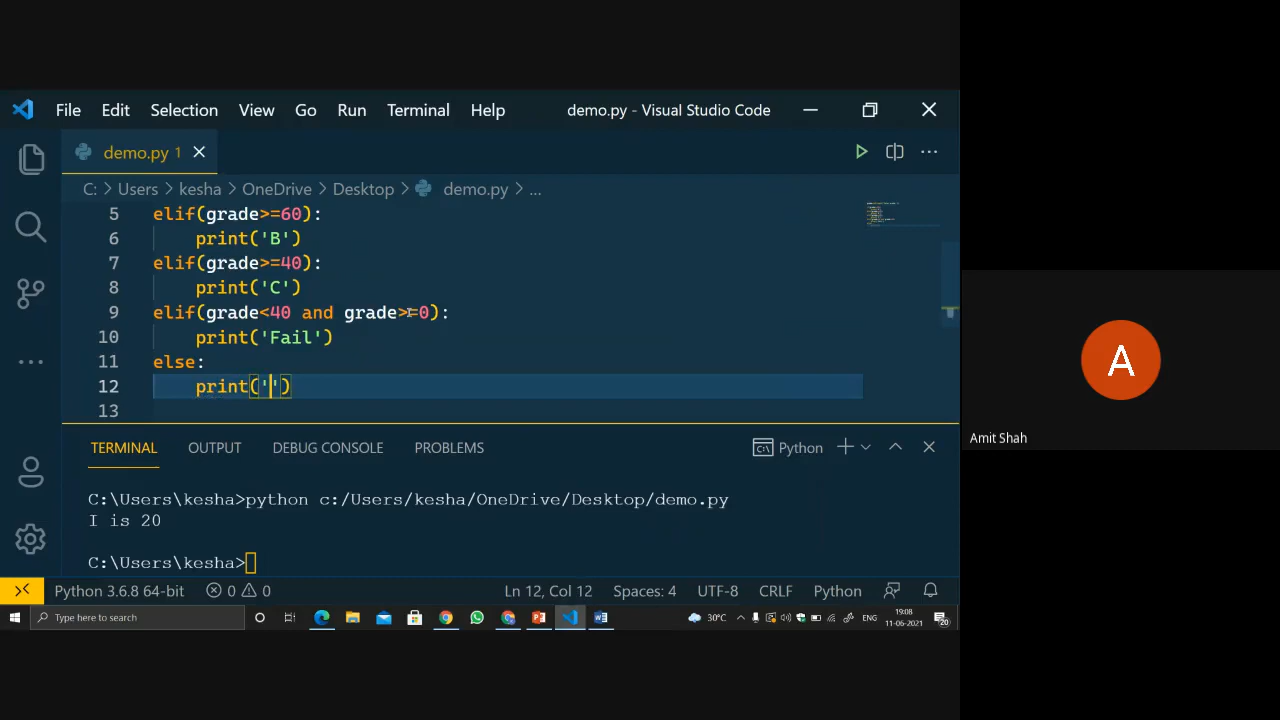 File Edit Selection View Go Run Terminal Help demo.py - Visual Studio Code
demo.py 1
C: > Users > kesha > OneDrive > Desktop > demo.py > ...
5 elif(grade>=60):
6 print('B')
7 elif(grade>=40):
8 print('C')
9 elif(grade<40 and grade>=0):
10 print('Fail')
11 else:
12 print('')
13
TERMINAL OUTPUT DEBUG CONSOLE PROBLEMS Python
C:\Users\kesha>python c:/Users/kesha/OneDrive/Desktop/demo.py
I is 20
C:\Users\kesha>
Python 3.6.8 64-bit 0 0 Ln 12, Col 12 Spaces: 4 UTF-8 CRLF Python
Type here to search 30°C ENG 19:08
11-06-2021 20
A
Amit Shah